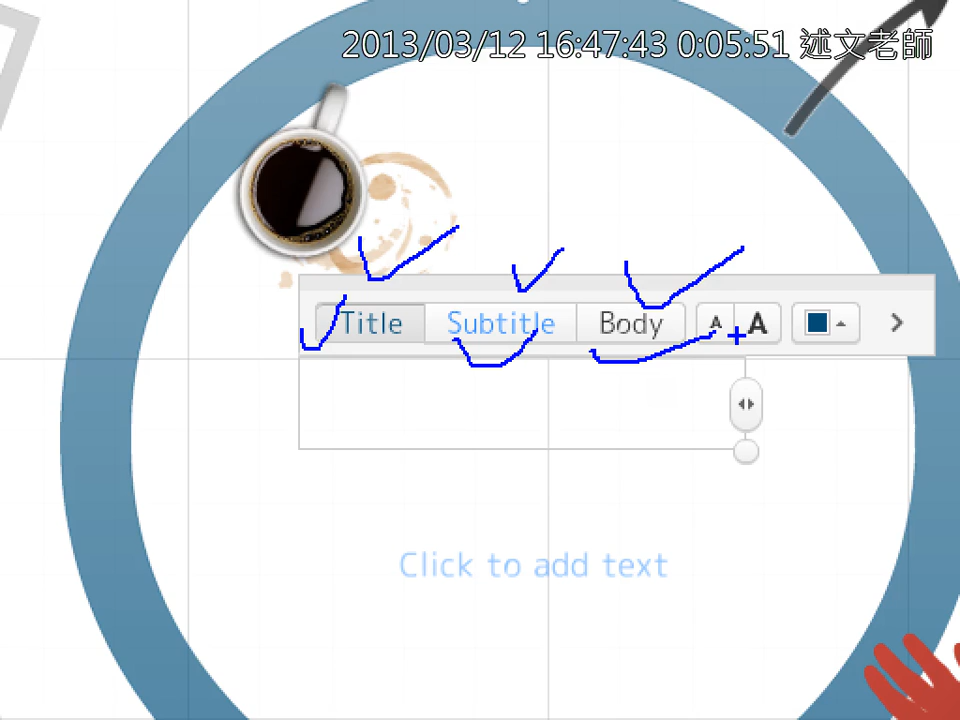 2013/03/12 16:47:43 0:05:51 述文老師
Title Subtitle Body A A
Click to add text